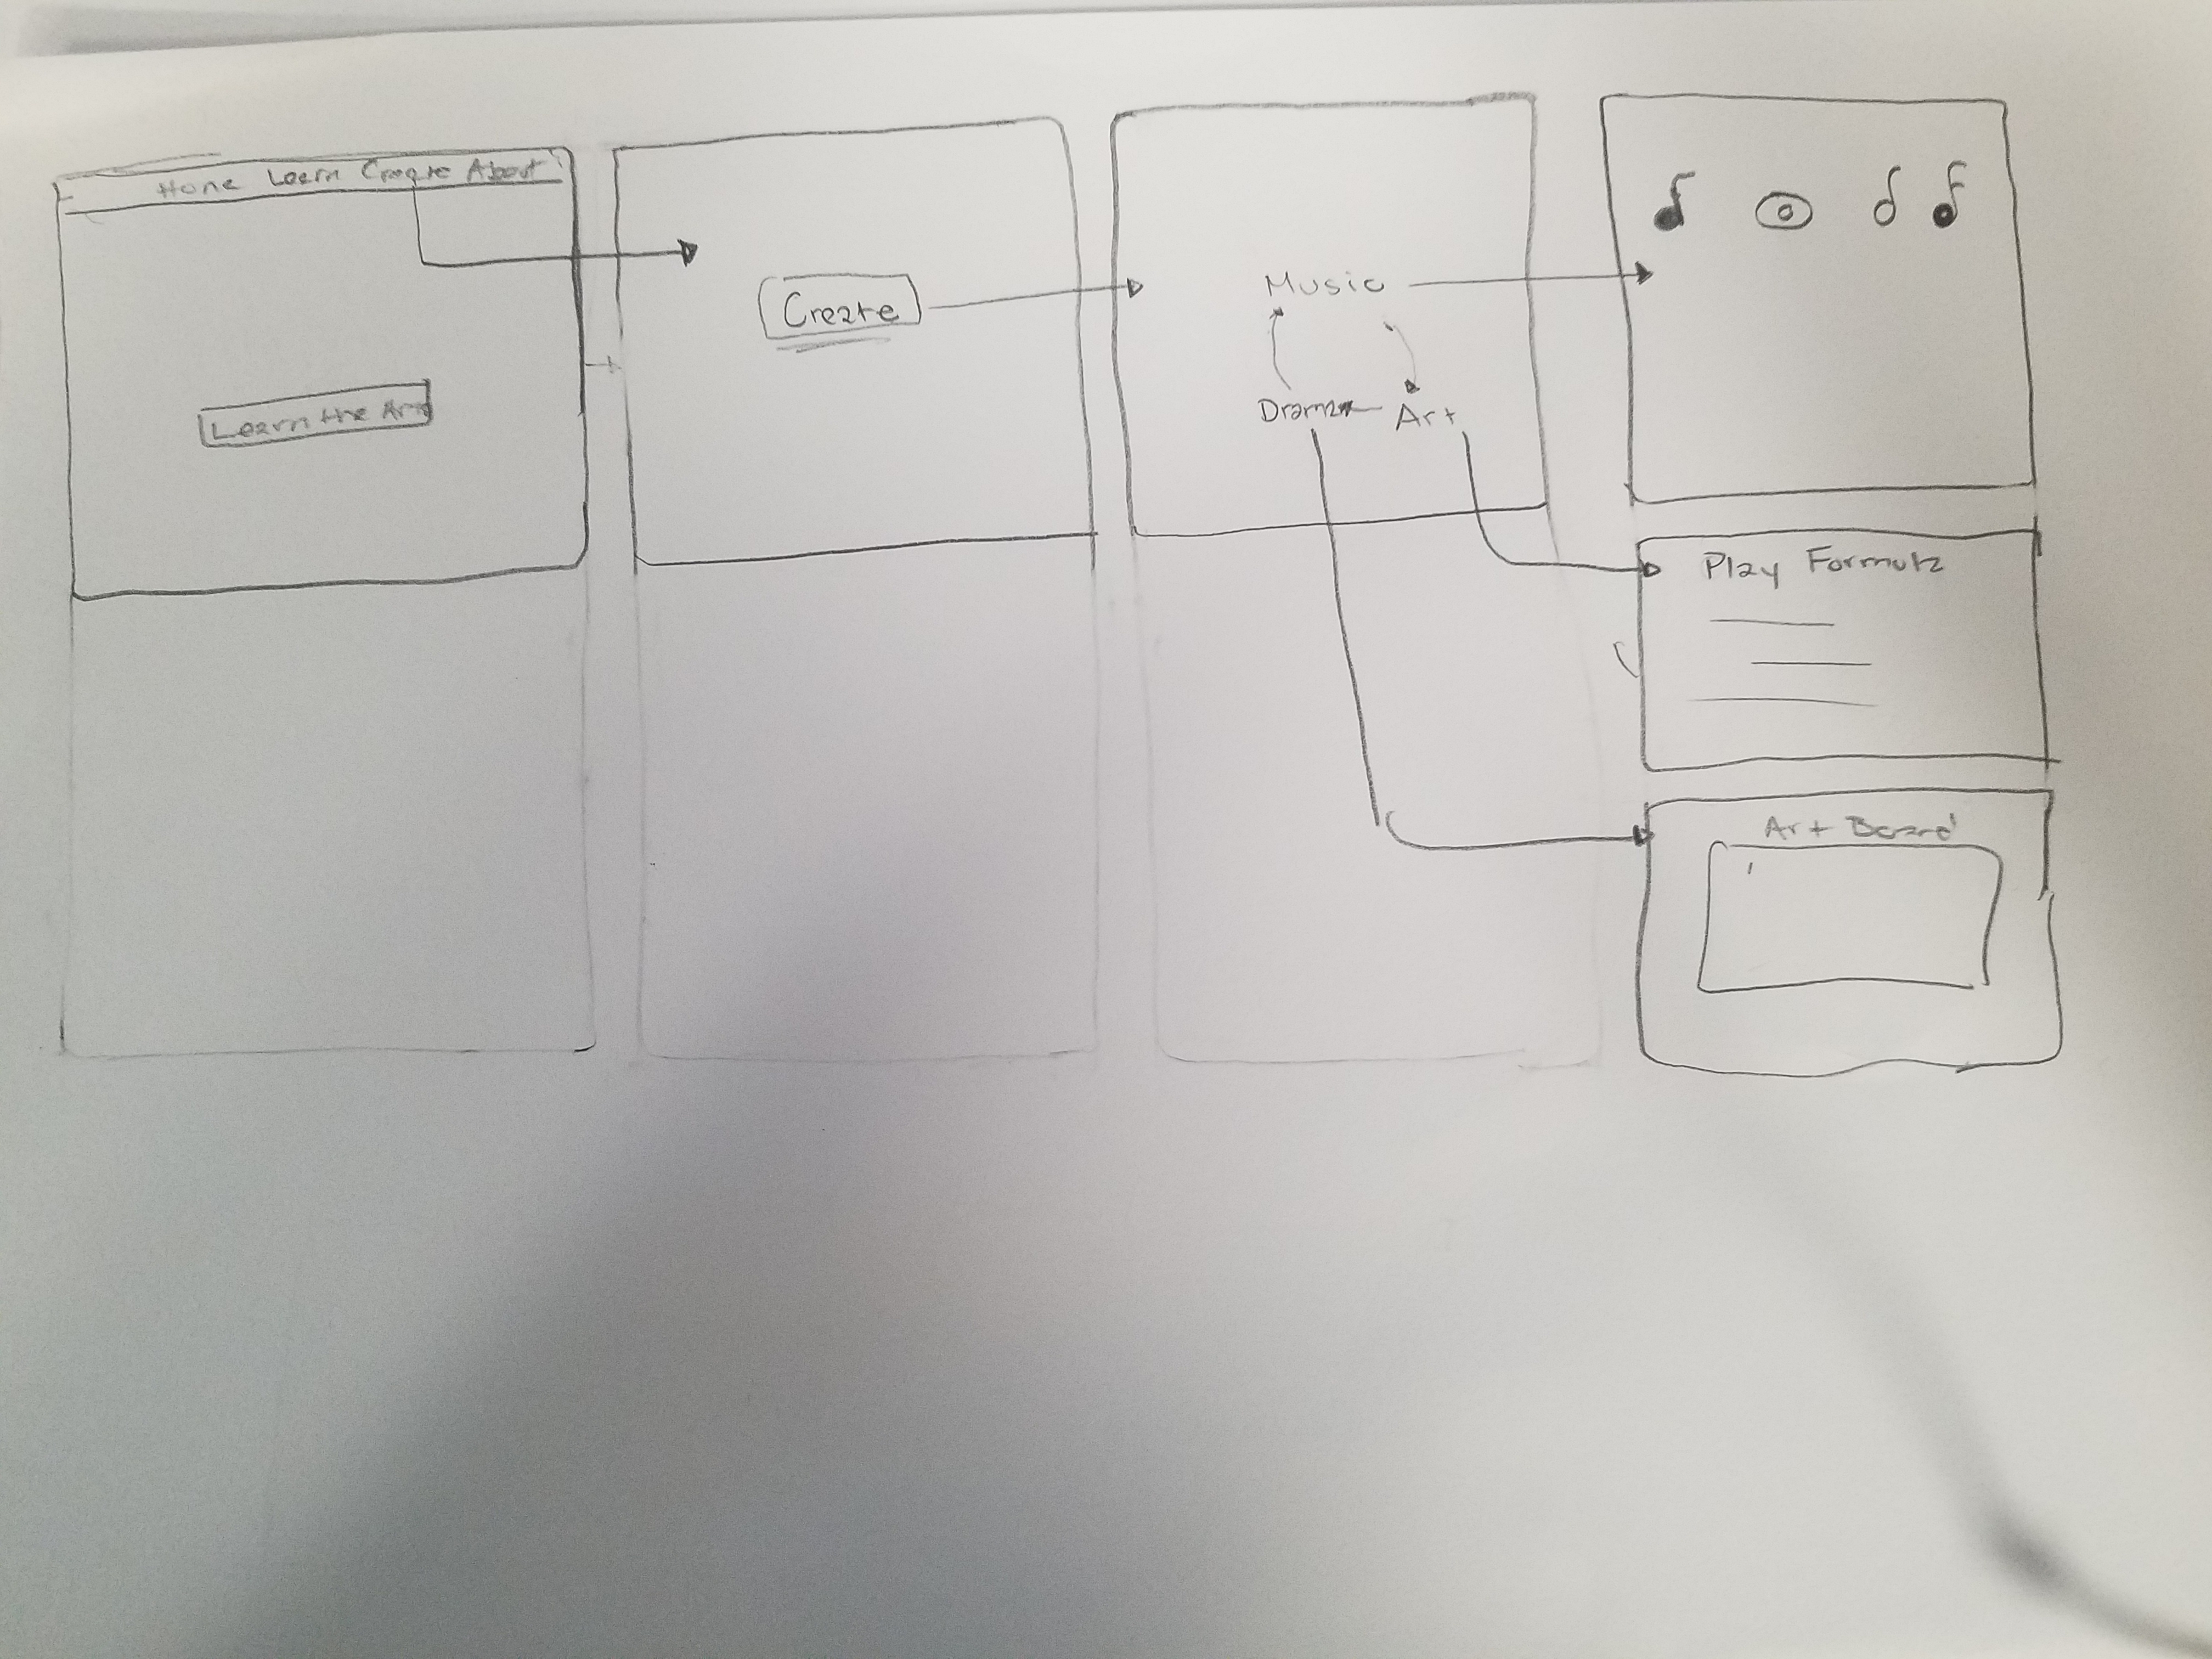 Home Learn Create About
Learn the Arts
Create
Music
Drama Art
Play Formula
Art Board